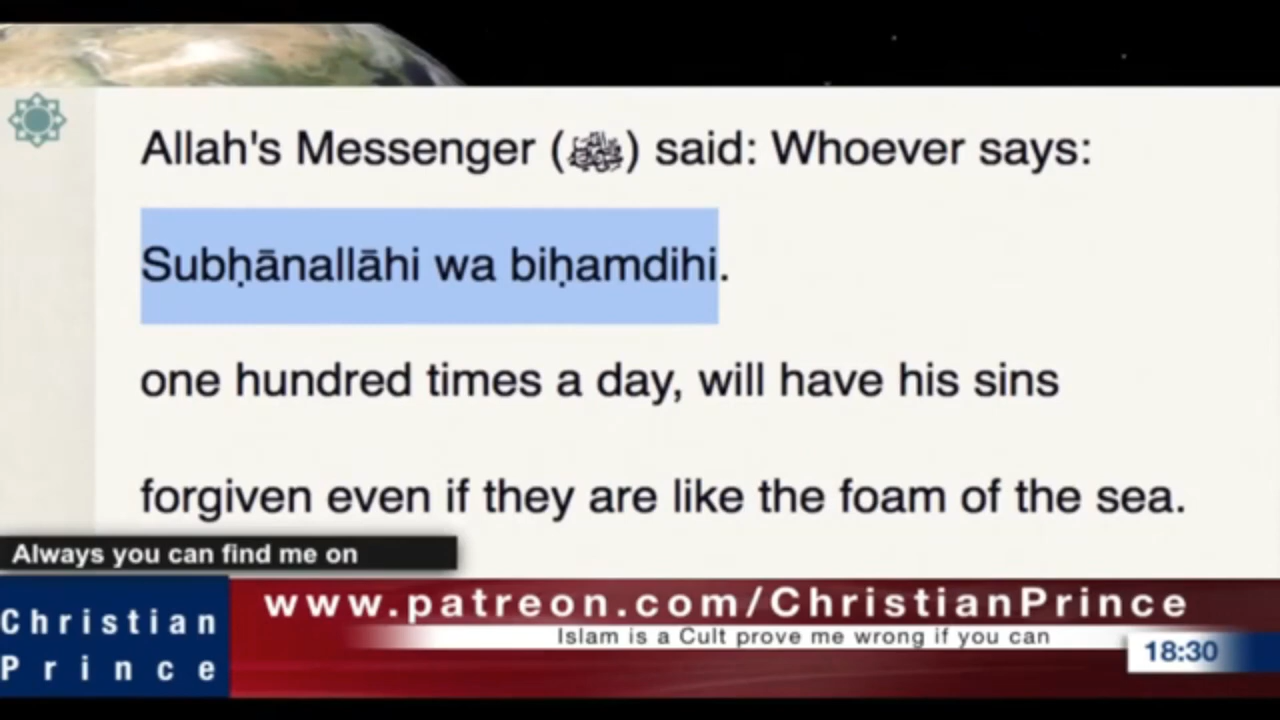 Allah's Messenger (ﷺ) said: Whoever says:
Subḥānallāhi wa biḥamdihi.
one hundred times a day, will have his sins
forgiven even if they are like the foam of the sea.
Always you can find me on
Christian
Prince
www.patreon.com/ChristianPrince
Islam is a Cult prove me wrong if you can
18:30